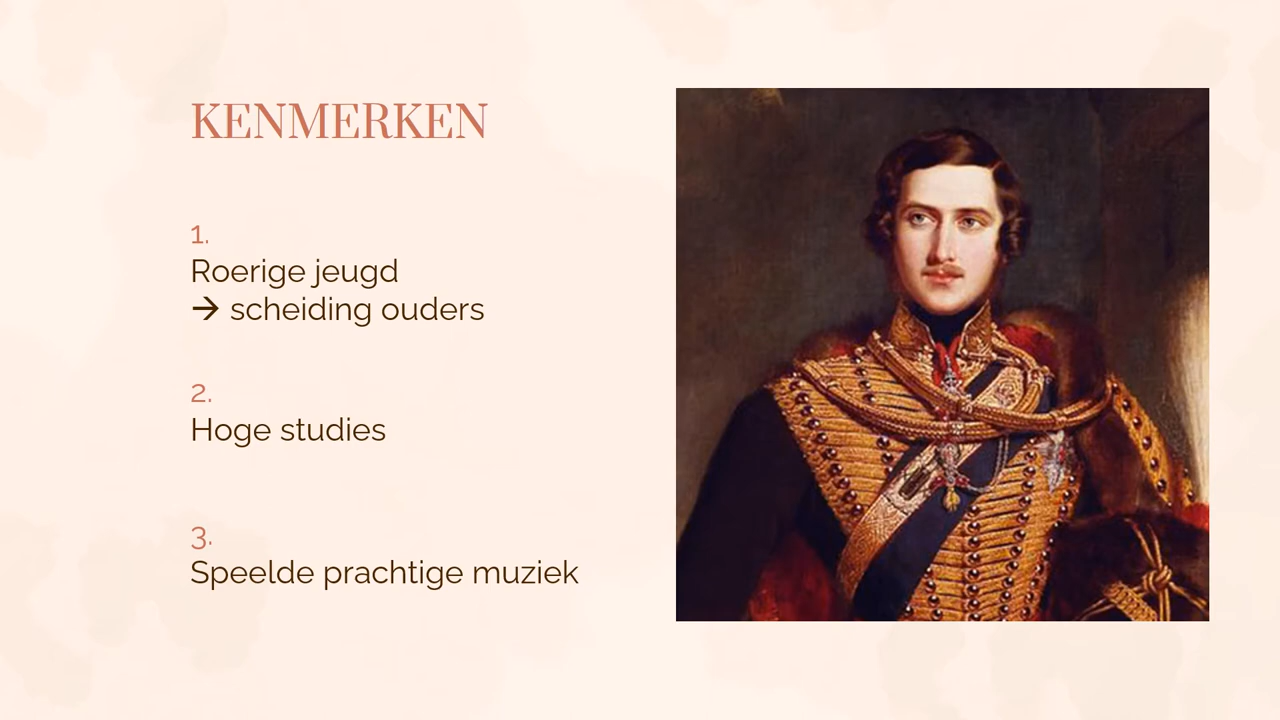 KENMERKEN
1.
Roerige jeugd
→ scheiding ouders
2.
Hoge studies
3.
Speelde prachtige muziek